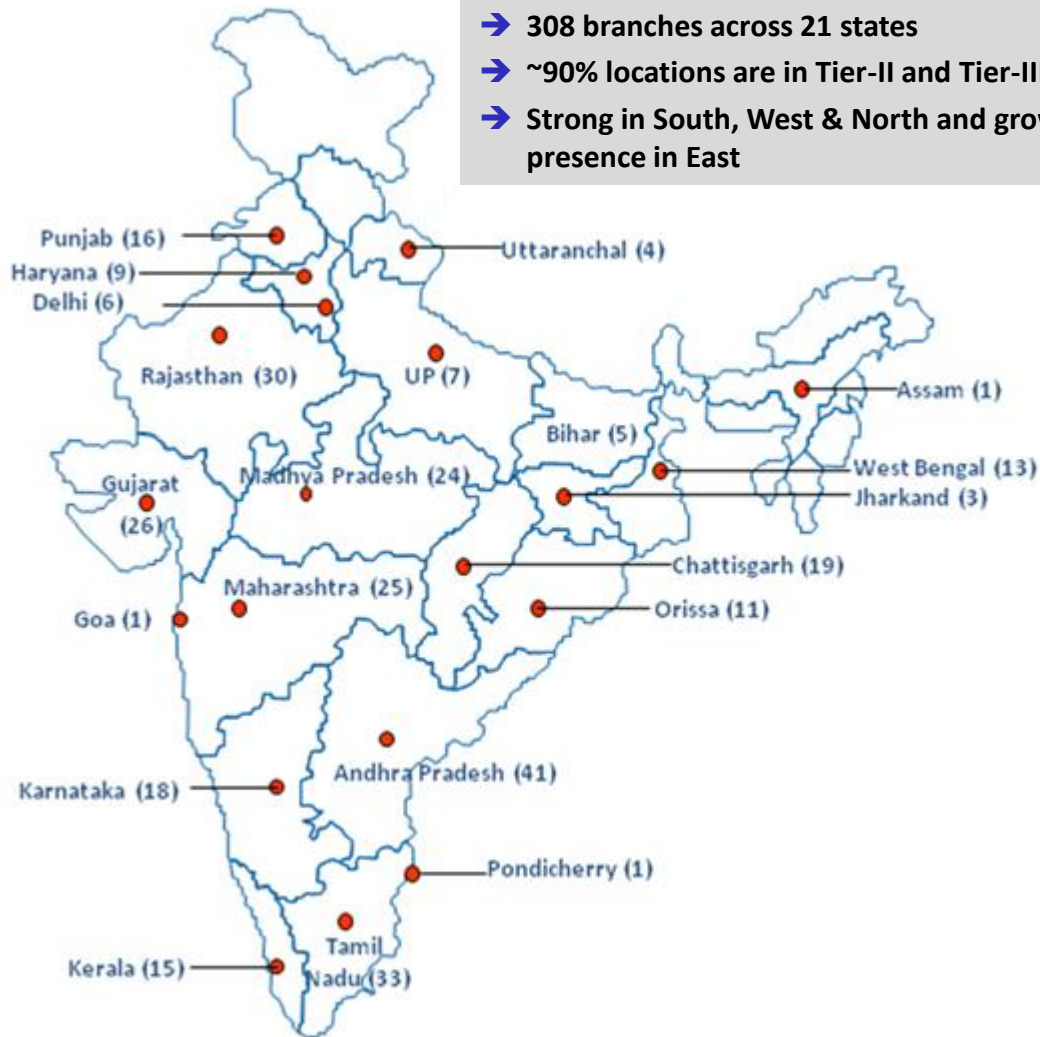 ➔ 308 branches across 21 states
➔ ~90% locations are in Tier-II and Tier-III
➔ Strong in South, West & North and
presence in East
Punjab (16)
Uttaranchal (4)
Haryana (9)
Delhi (6)
Rajasthan (30)
UP (7)
Assam (1)
Bihar (5)
West Bengal (13)
Madhya Pradesh (24)
Jharkand (3)
Gujarat
(26)
Chattisgarh (19)
Maharashtra (25)
Orissa (11)
Goa (1)
Andhra Pradesh (41)
Karnataka (18)
Pondicherry (1)
Tamil
Nadu (33)
Kerala (15)